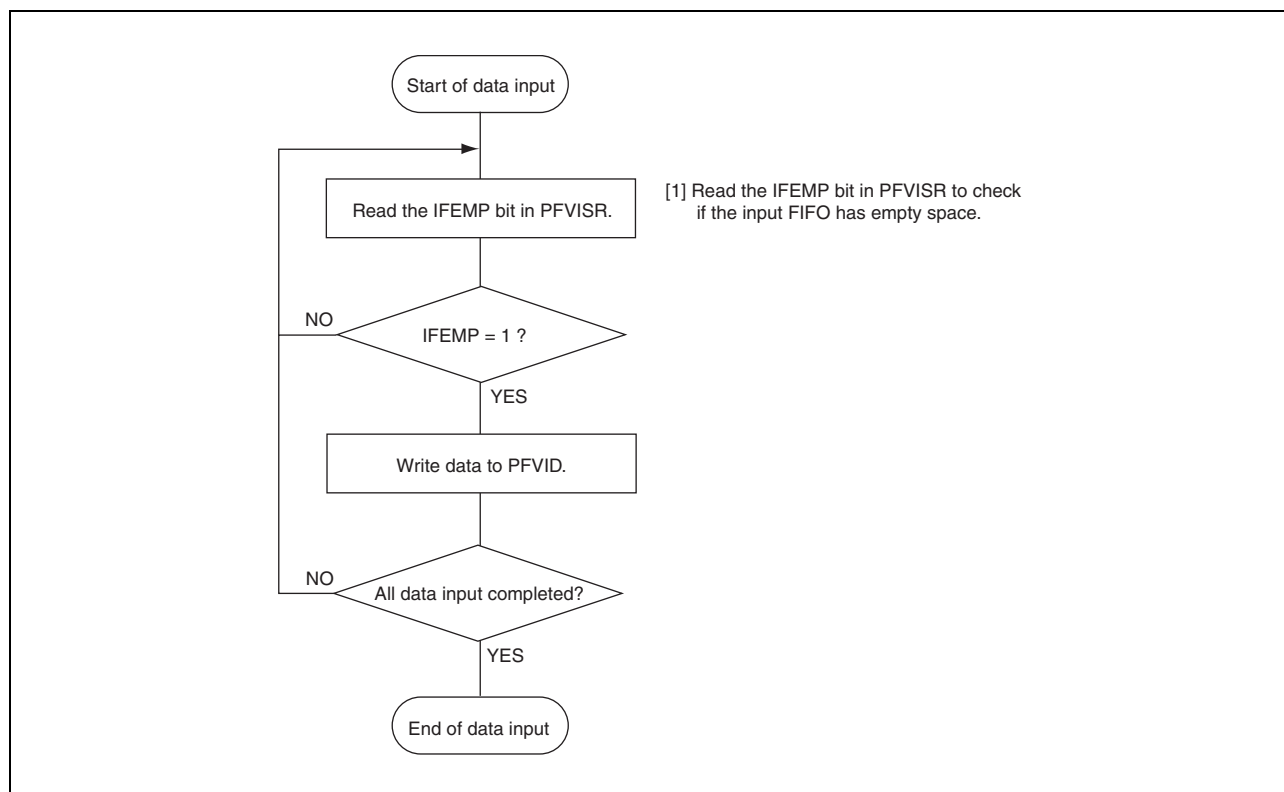 Start of data input
Read the IFEMP bit in PFVISR.
[1] Read the IFEMP bit in PFVISR to check
if the input FIFO has empty space.
NO
IFEMP = 1 ?
YES
Write data to PFVID.
NO
All data input completed?
YES
End of data input